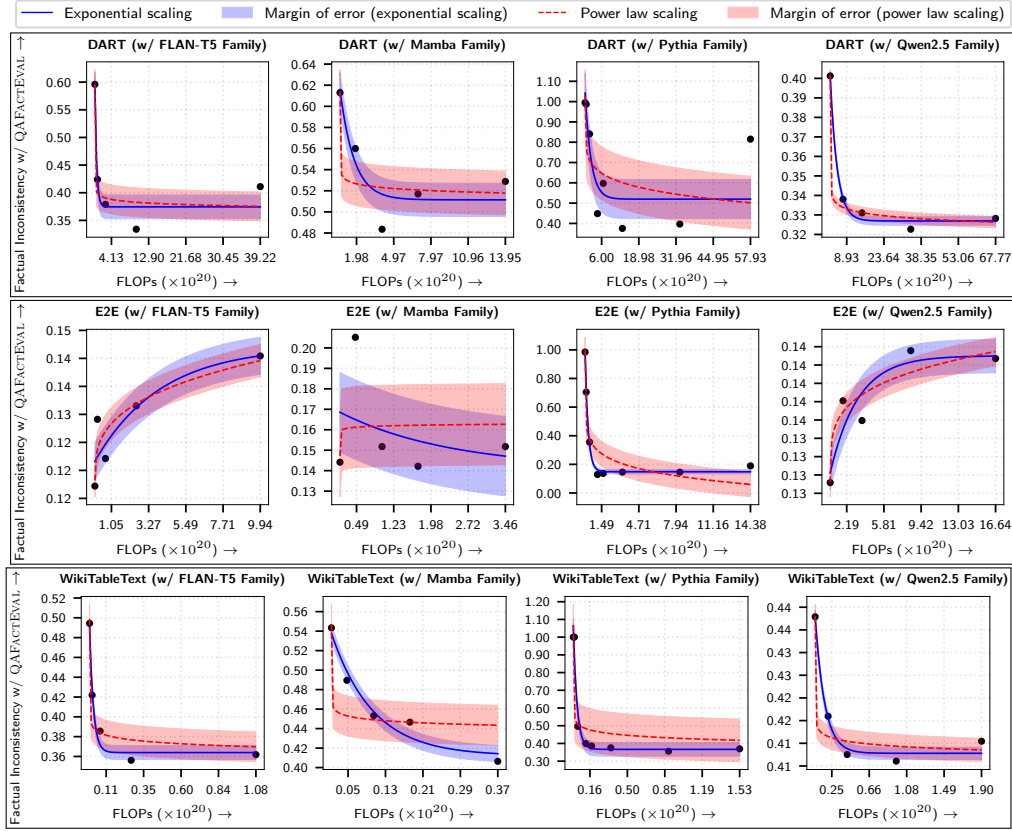 Exponential scaling Margin of error (exponential scaling) Power law scaling Margin of error (power law scaling)
Factual Inconsistency w/ QAFACTEVAL →
DART (w/ FLAN-T5 Family)
0.60
0.55
0.50
0.45
0.40
0.35
4.13 12.90 21.68 30.45 39.22
FLOPs (×10^20) →
DART (w/ Mamba Family)
0.64
0.62
0.60
0.58
0.56
0.54
0.52
0.50
0.48
1.98 4.97 7.97 10.96 13.95
FLOPs (×10^20) →
DART (w/ Pythia Family)
1.10
1.00
0.90
0.80
0.70
0.60
0.50
0.40
6.00 18.98 31.96 44.95 57.93
FLOPs (×10^20) →
DART (w/ Qwen2.5 Family)
0.40
0.39
0.38
0.37
0.36
0.35
0.34
0.33
0.32
8.93 23.64 38.35 53.06 67.77
FLOPs (×10^20) →
Factual Inconsistency w/ QAFACTEVAL →
E2E (w/ FLAN-T5 Family)
0.15
0.14
0.14
0.13
0.12
0.12
0.12
1.05 3.27 5.49 7.71 9.94
FLOPs (×10^20) →
E2E (w/ Mamba Family)
0.20
0.19
0.17
0.16
0.15
0.14
0.13
0.49 1.23 1.98 2.72 3.46
FLOPs (×10^20) →
E2E (w/ Pythia Family)
1.00
0.80
0.60
0.40
0.20
0.00
1.49 4.71 7.94 11.16 14.38
FLOPs (×10^20) →
E2E (w/ Qwen2.5 Family)
0.14
0.14
0.14
0.14
0.13
0.13
0.13
0.13
2.19 5.81 9.42 13.03 16.64
FLOPs (×10^20) →
Factual Inconsistency w/ QAFACTEVAL →
WikiTableText (w/ FLAN-T5 Family)
0.50
0.48
0.46
0.44
0.42
0.40
0.38
0.36
0.11 0.35 0.60 0.84 1.08
FLOPs (×10^20) →
WikiTableText (w/ Mamba Family)
0.56
0.54
0.52
0.50
0.48
0.46
0.44
0.42
0.40
0.05 0.13 0.21 0.29 0.37
FLOPs (×10^20) →
WikiTableText (w/ Pythia Family)
1.10
1.00
0.90
0.80
0.70
0.60
0.50
0.40
0.30
0.16 0.50 0.85 1.19 1.53
FLOPs (×10^20) →
WikiTableText (w/ Qwen2.5 Family)
0.44
0.43
0.43
0.42
0.42
0.41
0.41
0.25 0.66 1.08 1.49 1.90
FLOPs (×10^20) →